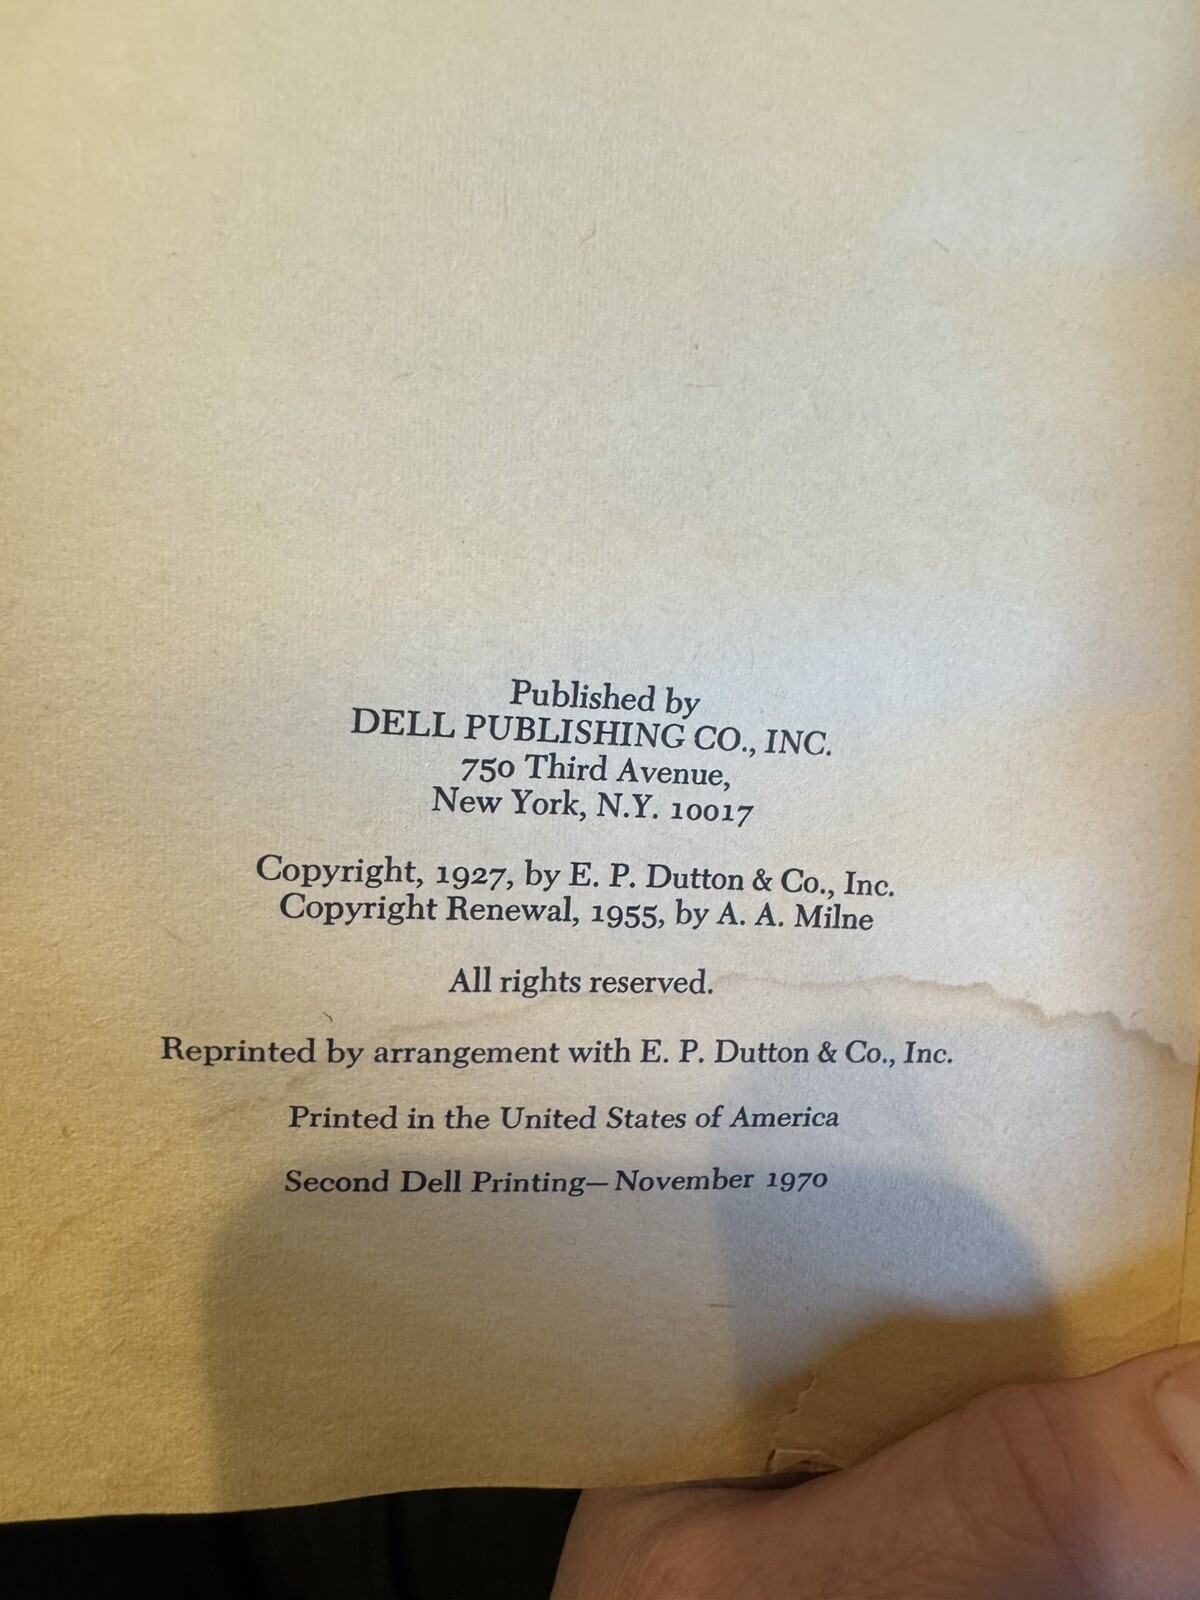 Published by
DELL PUBLISHING CO., INC.
750 Third Avenue,
New York, N.Y. 10017
Copyright, 1927, by E. P. Dutton & Co., Inc.
Copyright Renewal, 1955, by A. A. Milne
All rights reserved.
Reprinted by arrangement with E. P. Dutton & Co., Inc.
Printed in the United States of America
Second Dell Printing—November 1970